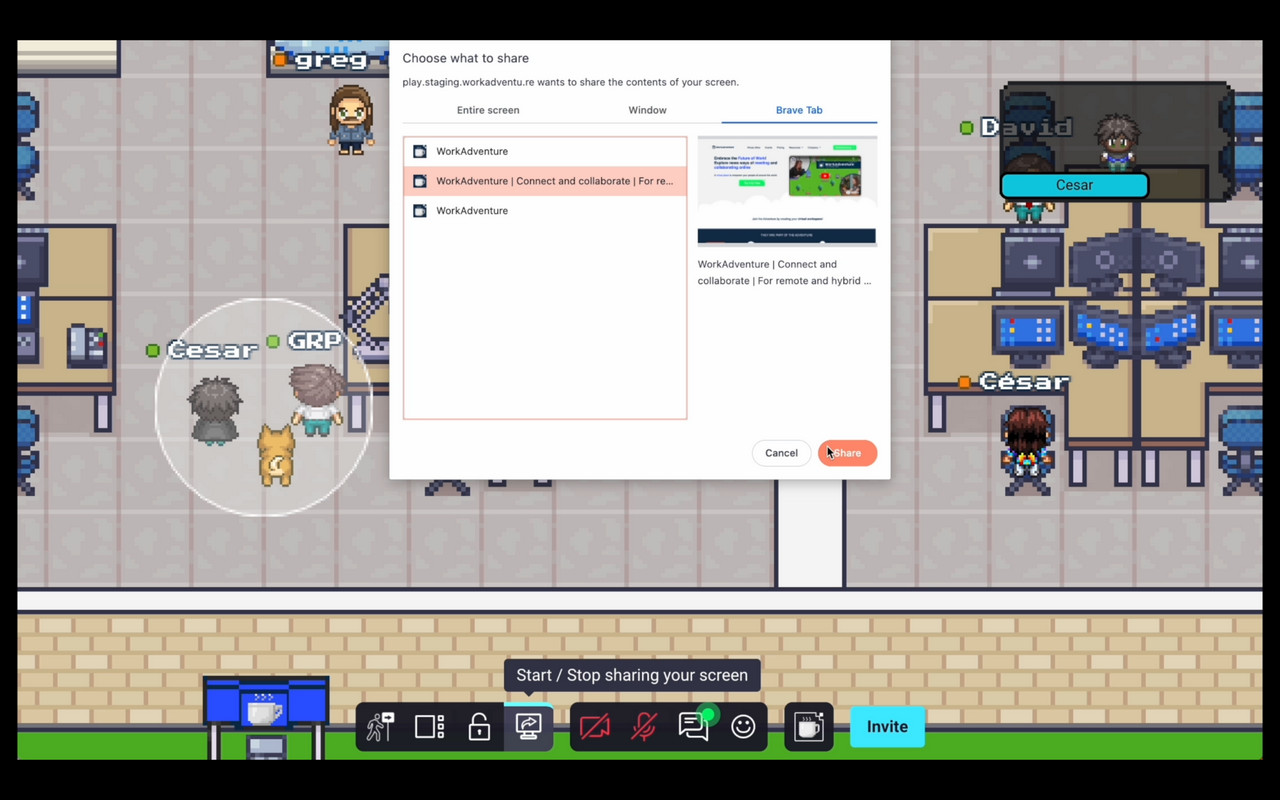 Choose what to share
play.staging.workadventu.re wants to share the contents of your screen.
Entire screen
Window
Brave Tab
WorkAdventure
WorkAdventure | Connect and collaborate | For re...
WorkAdventure
WorkAdventure | Connect and
collaborate | For remote and hybrid ...
Cancel
Share
greg
David
Cesar
Cesar
GRP
César
Start / Stop sharing your screen
Invite